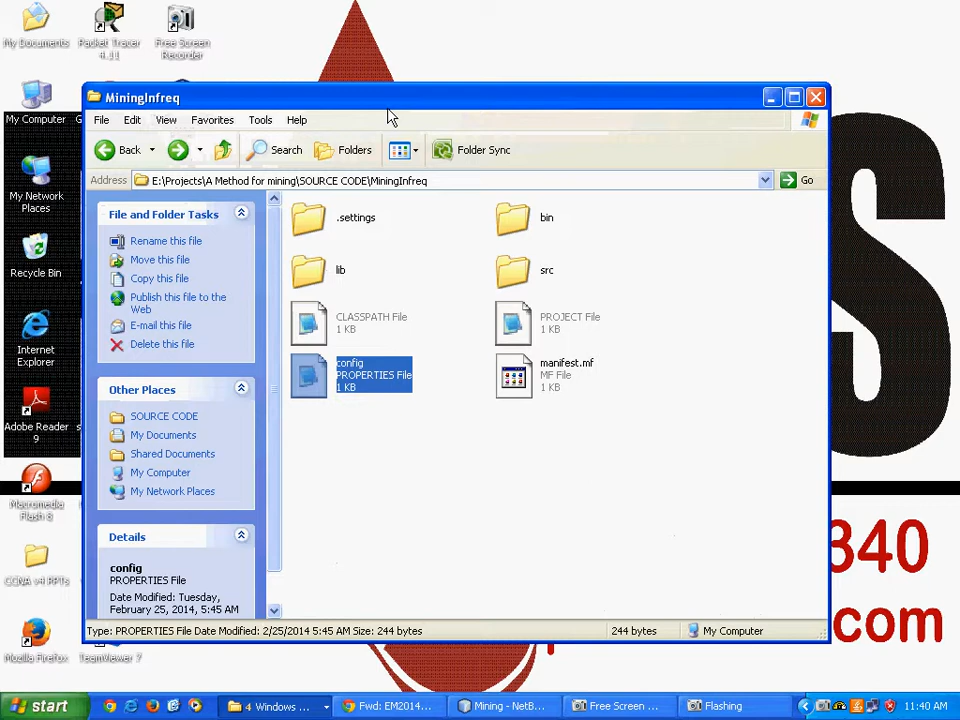 My Documents
Packet Tracer
4.11
Free Screen
Recorder
MiningInfreq
My Computer
File Edit View Favorites Tools Help
Back Search Folders Folder Sync
Address E:\Projects\A Method for mining\SOURCE CODE\MiningInfreq Go
My Network
Places
File and Folder Tasks
Rename this file
Move this file
Copy this file
Publish this file to the
Web
E-mail this file
Delete this file
.settings
bin
lib
src
CLASSPATH File
1 KB
PROJECT File
1 KB
config
PROPERTIES File
1 KB
manifest.mf
MF File
1 KB
Recycle Bin
Internet
Explorer
Other Places
SOURCE CODE
My Documents
Shared Documents
My Computer
My Network Places
Adobe Reader
9
Macromedia
Flash 8
Details
config
PROPERTIES File
Date Modified: Tuesday,
February 25, 2014, 5:45 AM
S
340
com
CCNA v4 RPTs
Type: PROPERTIES File Date Modified: 2/25/2014 5:45 AM Size: 244 bytes 244 bytes My Computer
Mozilla Firefox
TeamViewer 7
start 4 Windows ... Fwd: EM2014... Mining - NetB... Free Screen ... Flashing 11:40 AM